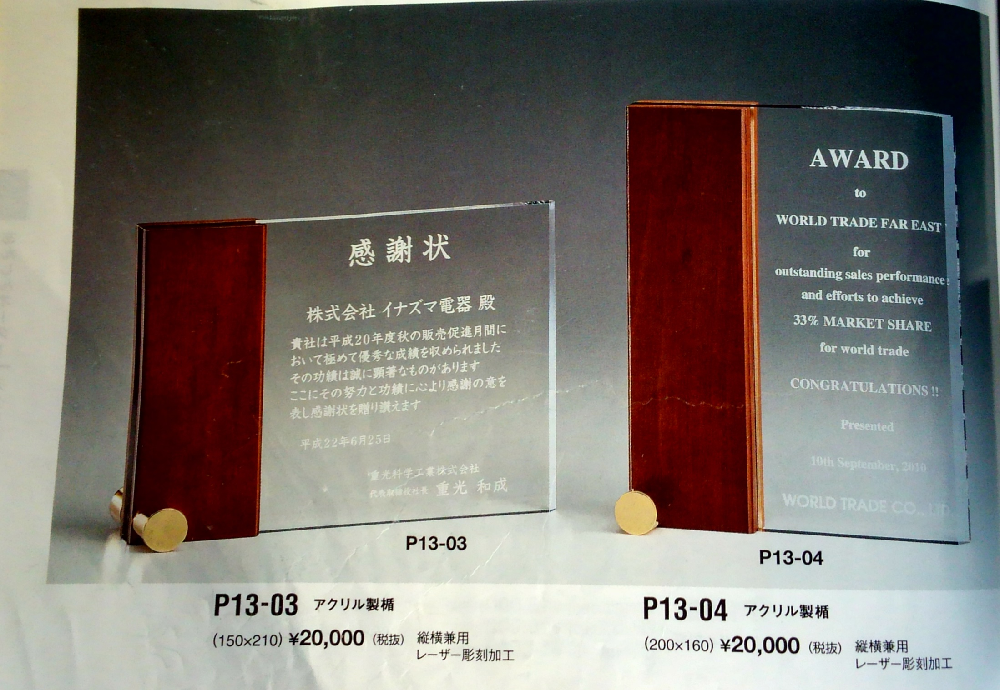 感謝状
株式会社 イナズマ電器 殿
貴社は平成20年度秋の販売促進月間に
おいて極めて優秀な成績を収められました
その功績は誠に顕著なものがあります
ここにその努力と功績に心より感謝の意を
表し感謝状を贈り讃えます
平成22年6月25日
重光科学工業株式会社
代表取締役社長 重光 和成
P13-03
AWARD
to
WORLD TRADE FAR EAST
for
outstanding sales performance
and efforts to achieve
33% MARKET SHARE
for world trade
CONGRATULATIONS !!
Presented
10th September, 2010
WORLD TRADE CO., LTD.
P13-04
P13-03 アクリル製楯
(150×210) ¥20,000 (税抜) 縦横兼用
レーザー彫刻加工
P13-04 アクリル製楯
(200×160) ¥20,000 (税抜) 縦横兼用
レーザー彫刻加工